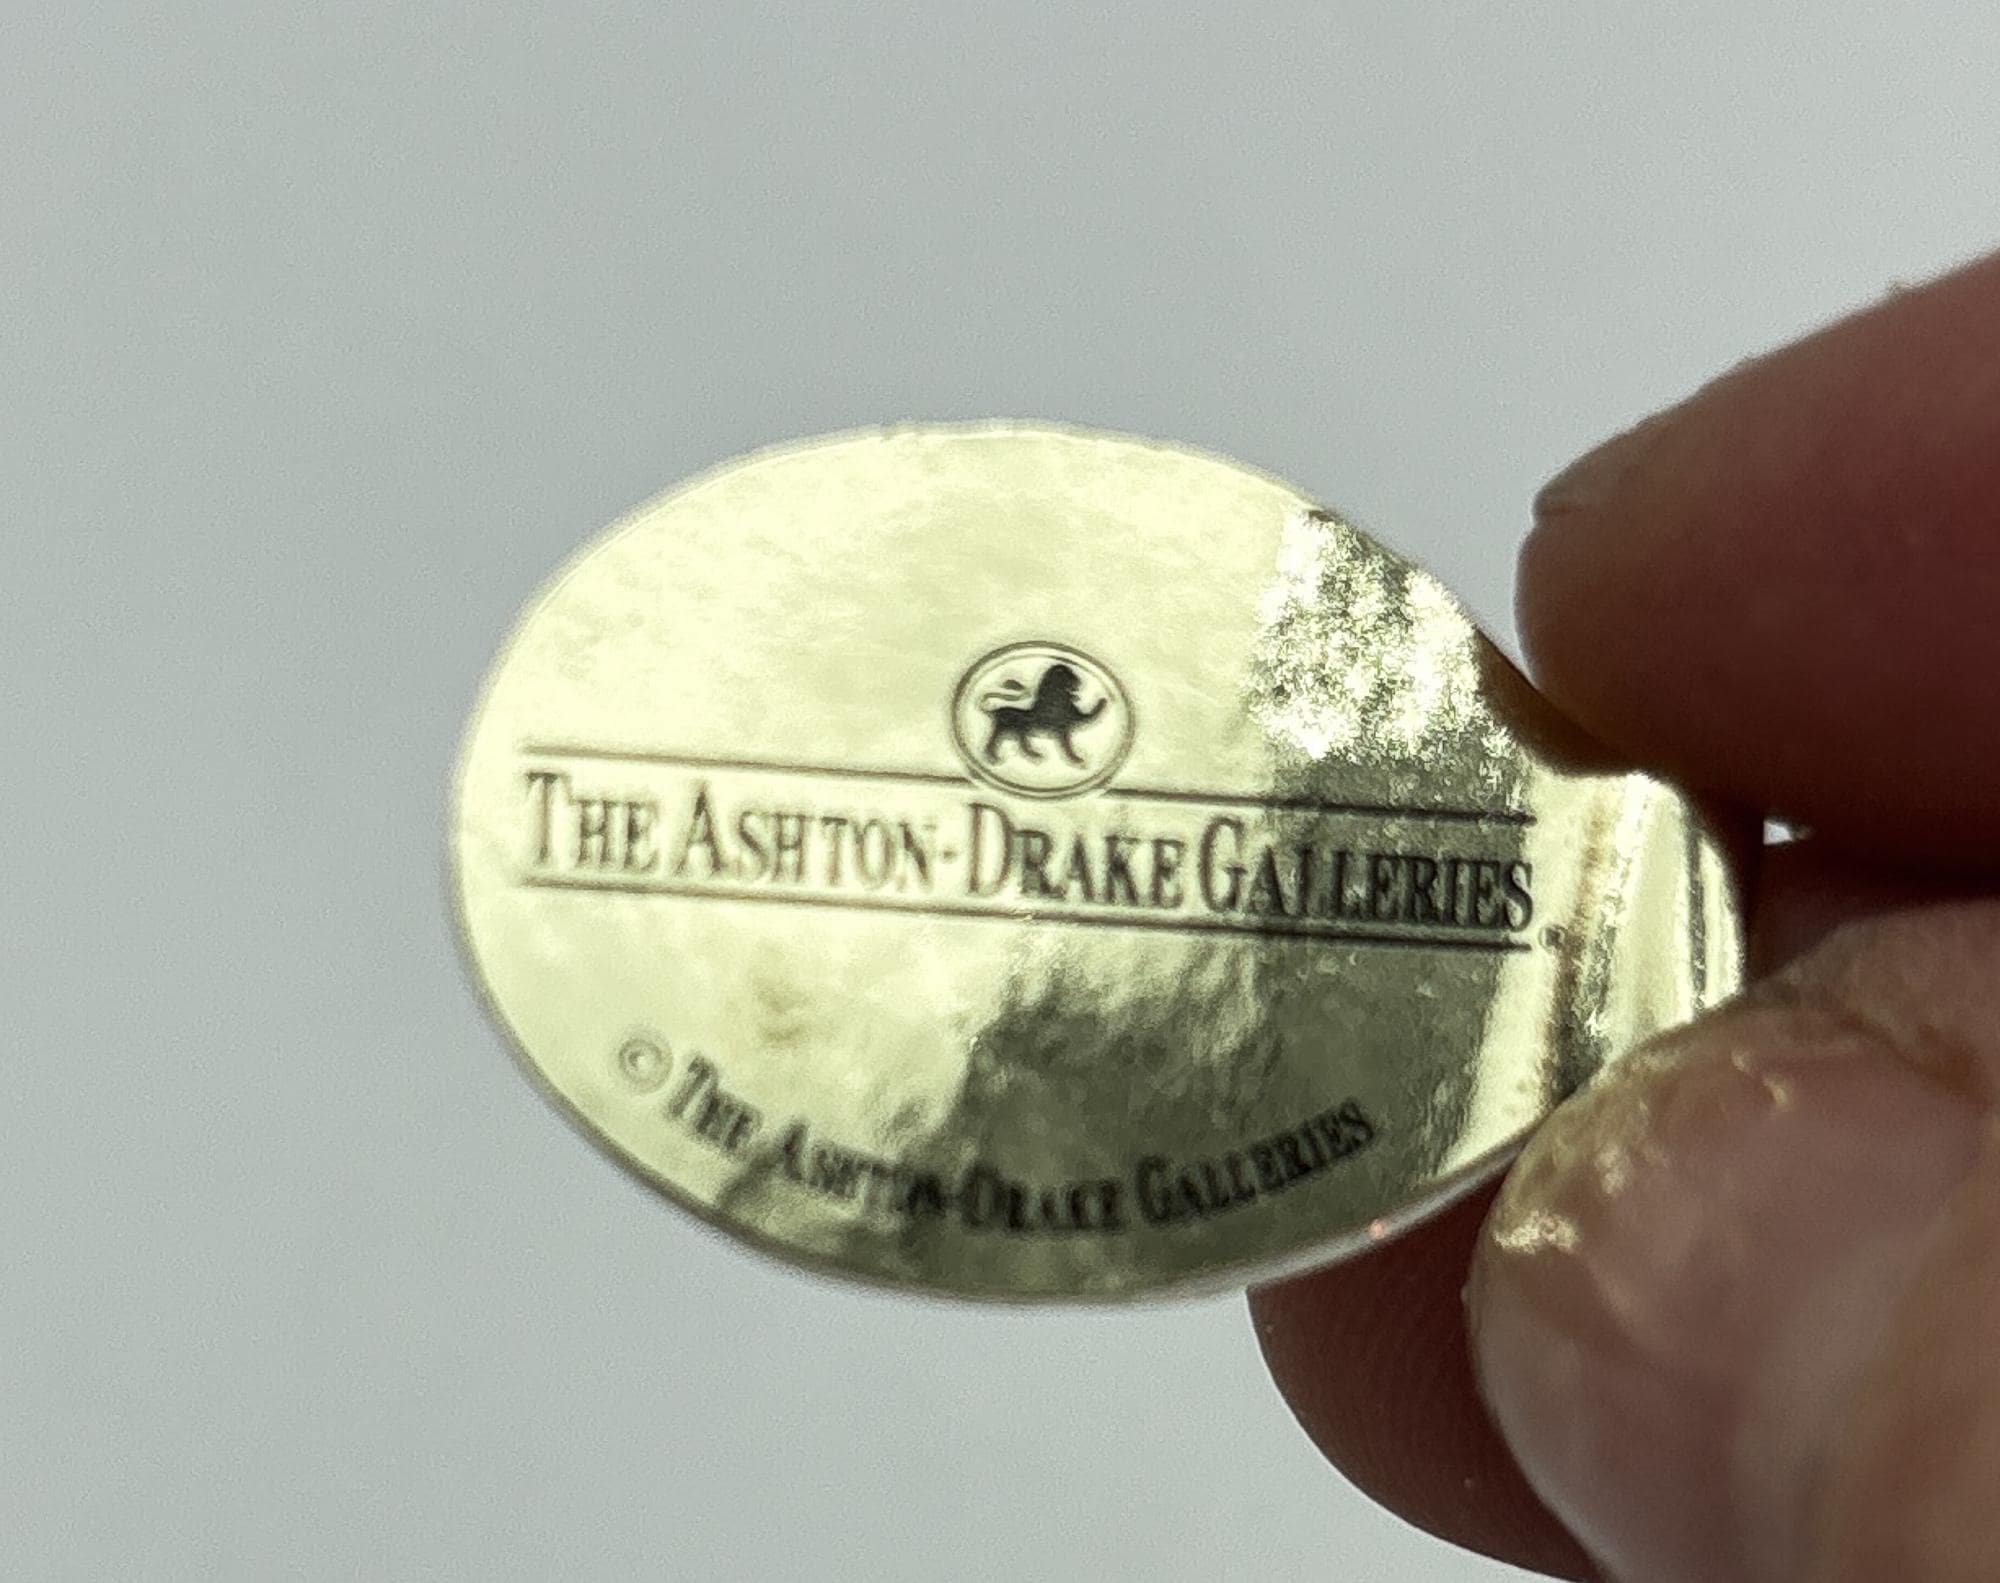 THE ASHTON-DRAKE GALLERIES
© THE ASHTON-DRAKE GALLERIES